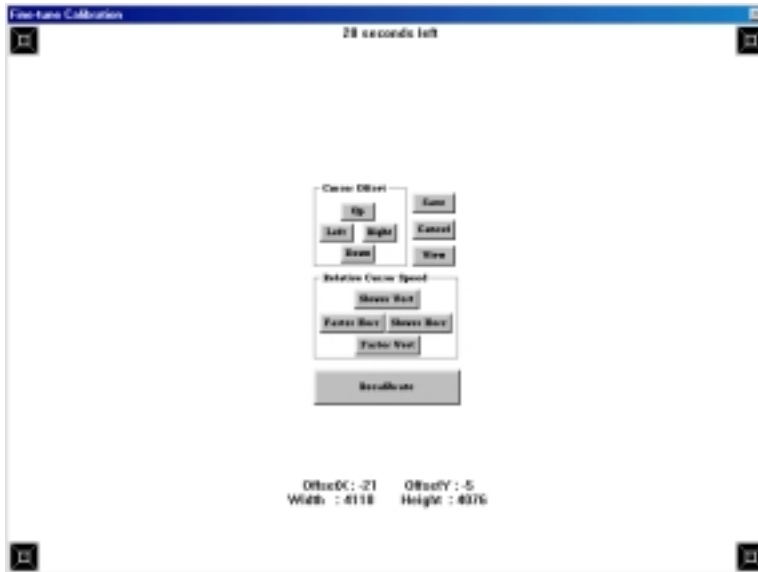 Fine-tune Calibration
28 seconds left
Cursor Offset
Up
Save
Left Right
Cancel
Down
View
Relative Cursor Speed
Slower Vert
Faster Horz Slower Horz
Faster Vert
Recalibrate
OffsetX : -21 OffsetY : -5
Width : 4118 Height : 4076